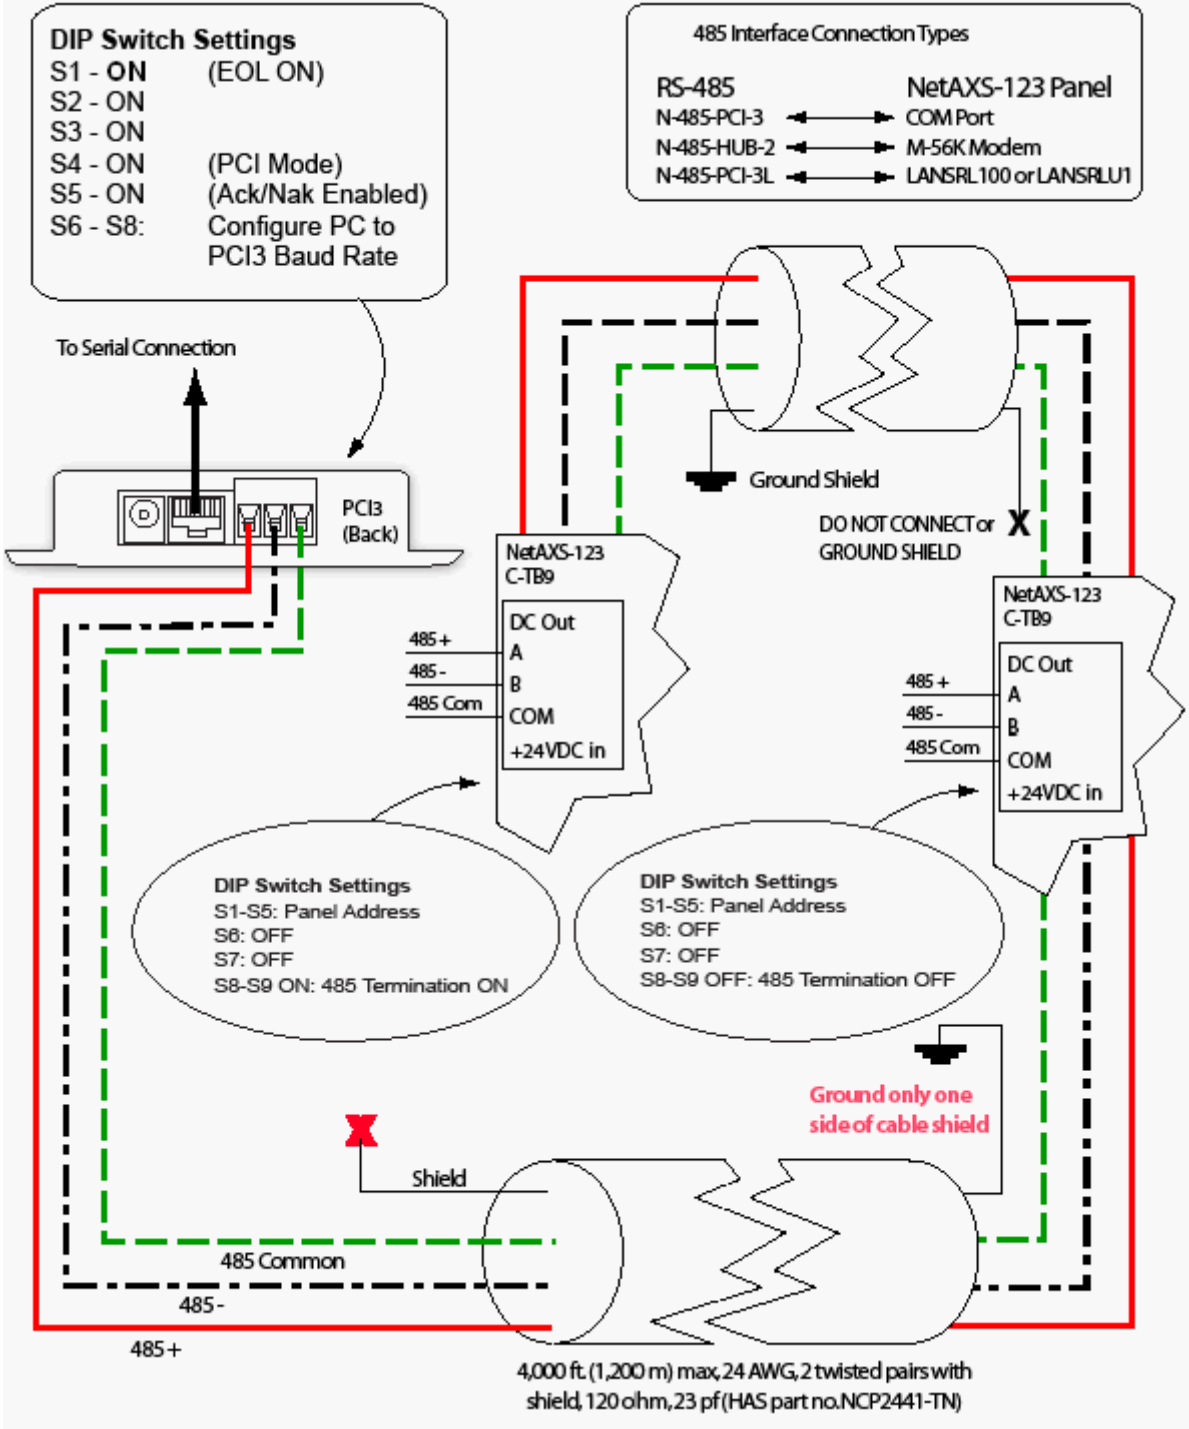 DIP Switch Settings
S1 - ON (EOL ON)
S2 - ON
S3 - ON
S4 - ON (PCI Mode)
S5 - ON (Ack/Nak Enabled)
S6 - S8: Configure PC to
PCI3 Baud Rate
485 Interface Connection Types
RS-485 NetAXS-123 Panel
N-485-PCI-3 COM Port
N-485-HUB-2 M-56K Modem
N-485-PCI-3L LANSRL100 or LANSRLU1
To Serial Connection
PCI3
(Back)
Ground Shield
DO NOT CONNECT or
GROUND SHIELD
X
NetAXS-123
C-TB9
DC Out
485 + A
485 - B
485 Com COM
+24VDC in
NetAXS-123
C-TB9
DC Out
485 + A
485 - B
485 Com COM
+24VDC in
DIP Switch Settings
S1-S5: Panel Address
S6: OFF
S7: OFF
S8-S9 ON: 485 Termination ON
DIP Switch Settings
S1-S5: Panel Address
S6: OFF
S7: OFF
S8-S9 OFF: 485 Termination OFF
Ground only one
side of cable shield
X
Shield
485 Common
485 -
485 +
4,000 ft. (1,200 m) max, 24 AWG, 2 twisted pairs with
shield, 120 ohm, 23 pf (HAS part no. NCP2441-TN)